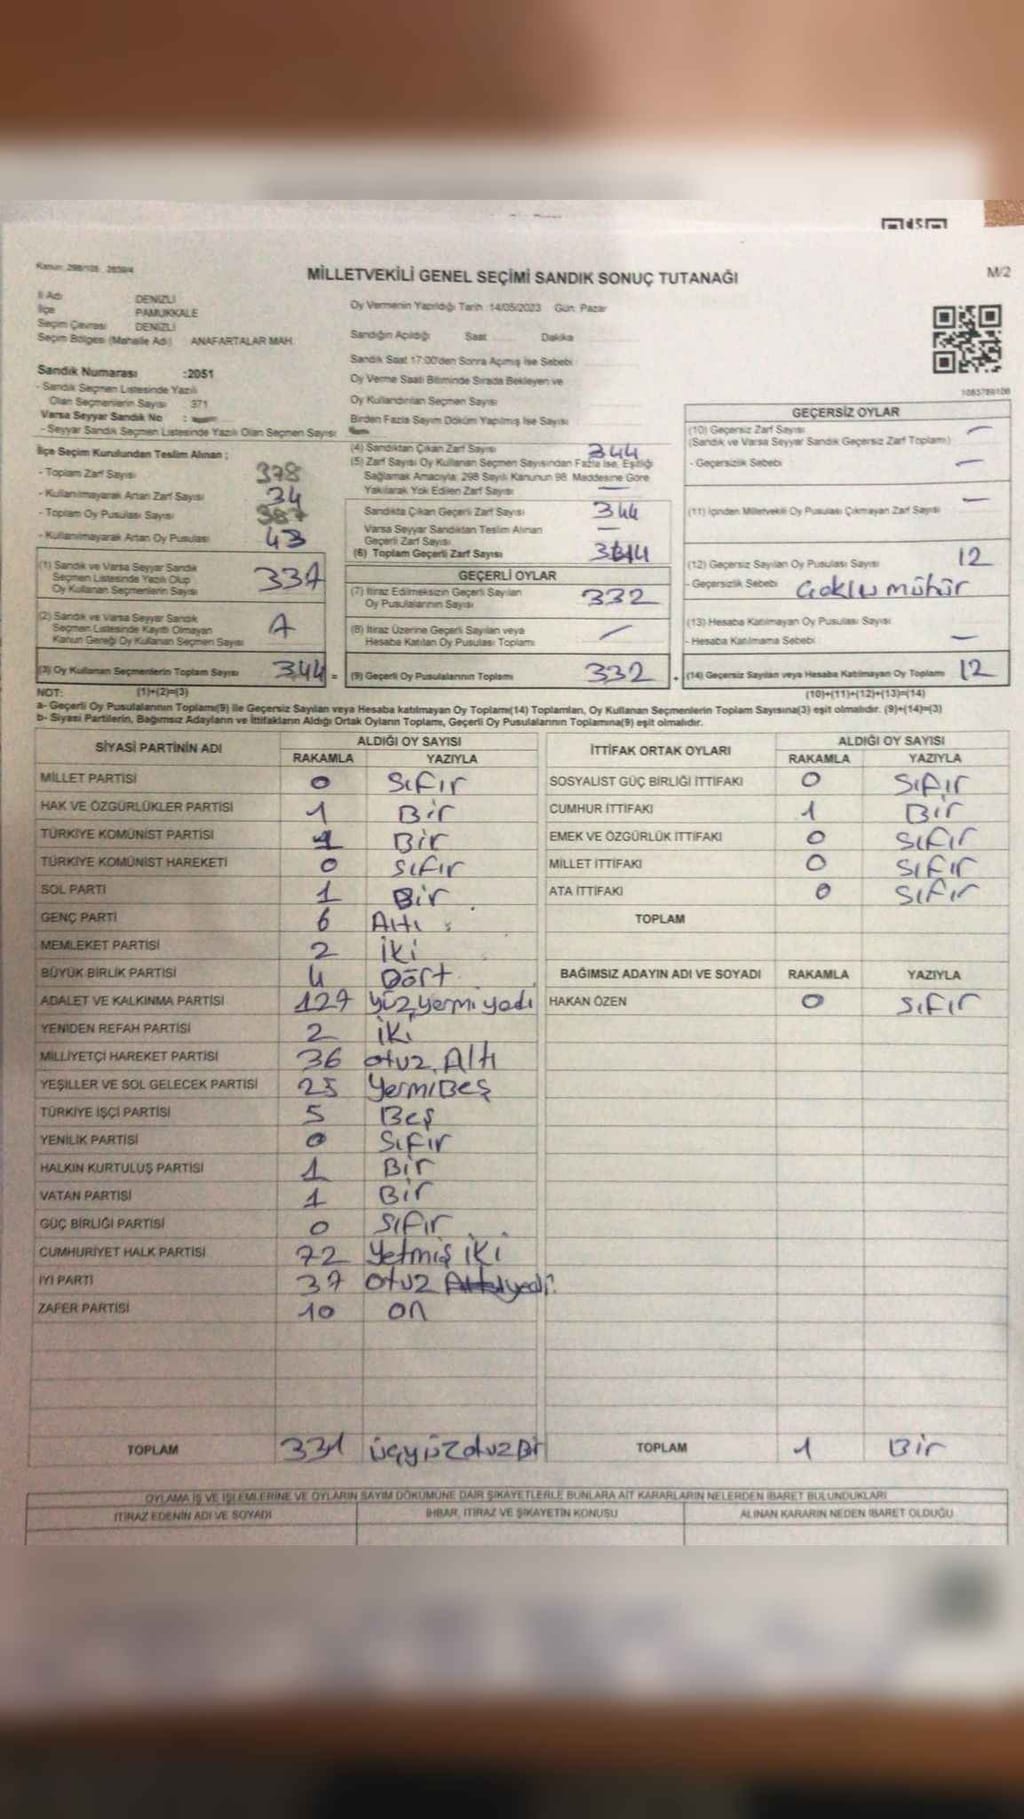 Kanun: 298/105 2839/4
MİLLETVEKİLİ GENEL SEÇİMİ SANDIK SONUÇ TUTANAĞI
M/2
İl Adı : DENİZLİ
İlçe : PAMUKKALE
Seçim Çevresi : DENİZLİ
Seçim Bölgesi (Mahalle Adı) ANAFARTALAR MAH.
Oy Vermenin Yapıldığı Tarih :14/05/2023 Gün: Pazar
Sandığın Açıldığı Saat Dakika
Sandık Saat 17:00'den Sonra Açımış İse Sebebi
Oy Verme Saati Bitiminde Sırada Bekleyen ve
Oy Kullandırılan Seçmen Sayısı
Birden Fazla Sayım Döküm Yapılmış İse Sayısı
Sandık Numarası :2051
- Sandık Seçmen Listesinde Yazılı
Olan Seçmenlerin Sayısı 371
Varsa Seyyar Sandık No :
- Seyyar Sandık Seçmen Listesinde Yazılı Olan Seçmen Sayısı
İlçe Seçim Kurulundan Teslim Alınan ;
- Toplam Zarf Sayısı 378
- Kullanılmayarak Artan Zarf Sayısı 34
- Toplam Oy Pusulası Sayısı 387
- Kullanılmayarak Artan Oy Pusulası 43
(1) Sandık ve Varsa Seyyar Sandık
Seçmen Listesinde Yazılı Olup
Oy Kullanan Seçmenlerin Sayısı 337
(2) Sandık ve Varsa Seyyar Sandık
Seçmen Listesinde Kayıtlı Olmayan
Kanun Gereği Oy Kullanan Seçmen Sayısı 7
(3) Oy Kullanan Seçmenlerin Toplam Sayısı 344 =
(4) Sandıktan Çıkan Zarf Sayısı 344
(5) Zarf Sayısı Oy Kullanan Seçmen Sayısından Fazla İse, Eşitliği
Sağlamak Amacıyla; 298 Sayılı Kanunun 98. Maddesine Göre
Yakılarak Yok Edilen Zarf Sayısı —
Sandıkta Çıkan Geçerli Zarf Sayısı 344
Varsa Seyyar Sandıktan Teslim Alınan
Geçerli Zarf Sayısı —
(6) Toplam Geçerli Zarf Sayısı 344
GEÇERLİ OYLAR
(7) İtiraz Edilmeksizin Geçerli Sayılan
Oy Pusulalarının Sayısı 332
(8) İtiraz Üzerine Geçerli Sayılan veya
Hesaba Katılan Oy Pusulası Toplamı —
(9) Geçerli Oy Pusulalarının Toplamı 332 +
GEÇERSİZ OYLAR
(10) Geçersiz Zarf Sayısı —
(Sandık ve Varsa Seyyar Sandık Geçersiz Zarf Toplamı)
- Geçersizlik Sebebi —
(11) İçinden Milletvekili Oy Pusulası Çıkmayan Zarf Sayısı —
(12) Geçersiz Sayılan Oy Pusulası Sayısı 12
- Geçersizlik Sebebi Çoklu mühür
(13) Hesaba Katılmayan Oy Pusulası Sayısı
- Hesaba Katılmama Sebebi —
(14) Geçersiz Sayılan veya Hesaba Katılmayan Oy Toplamı 12
NOT: (1)+(2)=(3) (10)+(11)+(12)+(13)=(14)
a- Geçerli Oy Pusulalarının Toplamı(9) ile Geçersiz Sayılan veya Hesaba katılmayan Oy Toplam(14) Toplamları, Oy Kullanan Seçmenlerin Toplam Sayısına(3) eşit olmalıdır. (9)+(14)=(3)
b- Siyasi Partilerin, Bağımsız Adayların ve İttifakların Aldığı Ortak Oyların Toplamı, Geçerli Oy Pusulalarının Toplamına(9) eşit olmalıdır.
SİYASİ PARTİNİN ADI ALDIĞI OY SAYISI
RAKAMLA YAZIYLA
MİLLET PARTİSİ 0 Sıfır
HAK VE ÖZGÜRLÜKLER PARTİSİ 1 Bir
TÜRKİYE KOMÜNİST PARTİSİ 1 Bir
TÜRKİYE KOMÜNİST HAREKETİ 0 Sıfır
SOL PARTİ 1 Bir
GENÇ PARTİ 6 Altı
MEMLEKET PARTİSİ 2 İki
BÜYÜK BİRLİK PARTİSİ 4 Dört
ADALET VE KALKINMA PARTİSİ 127 Yüz yermi yedi
YENİDEN REFAH PARTİSİ 2 İki
MİLLİYETÇİ HAREKET PARTİSİ 36 otuz Altı
YEŞİLLER VE SOL GELECEK PARTİSİ 25 YermiBeş
TÜRKİYE İŞÇİ PARTİSİ 5 Beş
YENİLİK PARTİSİ 0 Sıfır
HALKIN KURTULUŞ PARTİSİ 1 Bir
VATAN PARTİSİ 1 Bir
GÜÇ BİRLİĞİ PARTİSİ 0 Sıfır
CUMHURİYET HALK PARTİSİ 72 Yetmiş iki
İYİ PARTİ 37 otuz yedi
ZAFER PARTİSİ 10 on
TOPLAM 331 üçyüzotuzBir
İTTİFAK ORTAK OYLARI ALDIĞI OY SAYISI
RAKAMLA YAZIYLA
SOSYALİST GÜÇ BİRLİĞİ İTTİFAKI 0 Sıfır
CUMHUR İTTİFAKI 1 Bir
EMEK VE ÖZGÜRLÜK İTTİFAKI 0 Sıfır
MİLLET İTTİFAKI 0 Sıfır
ATA İTTİFAKI 0 Sıfır
TOPLAM
BAĞIMSIZ ADAYIN ADI VE SOYADI RAKAMLA YAZIYLA
HAKAN ÖZEN 0 Sıfır
TOPLAM 1 Bir
OYLAMA İŞ VE İŞLEMLERİNE VE OYLARIN SAYIM DÖKÜMÜNE DAİR ŞİKAYETLERLE BUNLARA AİT KARARLARIN NELERDEN İBARET BULUNDUKLARI
İTİRAZ EDENİN ADI VE SOYADI İHBAR, İTİRAZ VE ŞİKAYETİN KONUSU ALINAN KARARIN NEDEN İBARET OLDUĞU